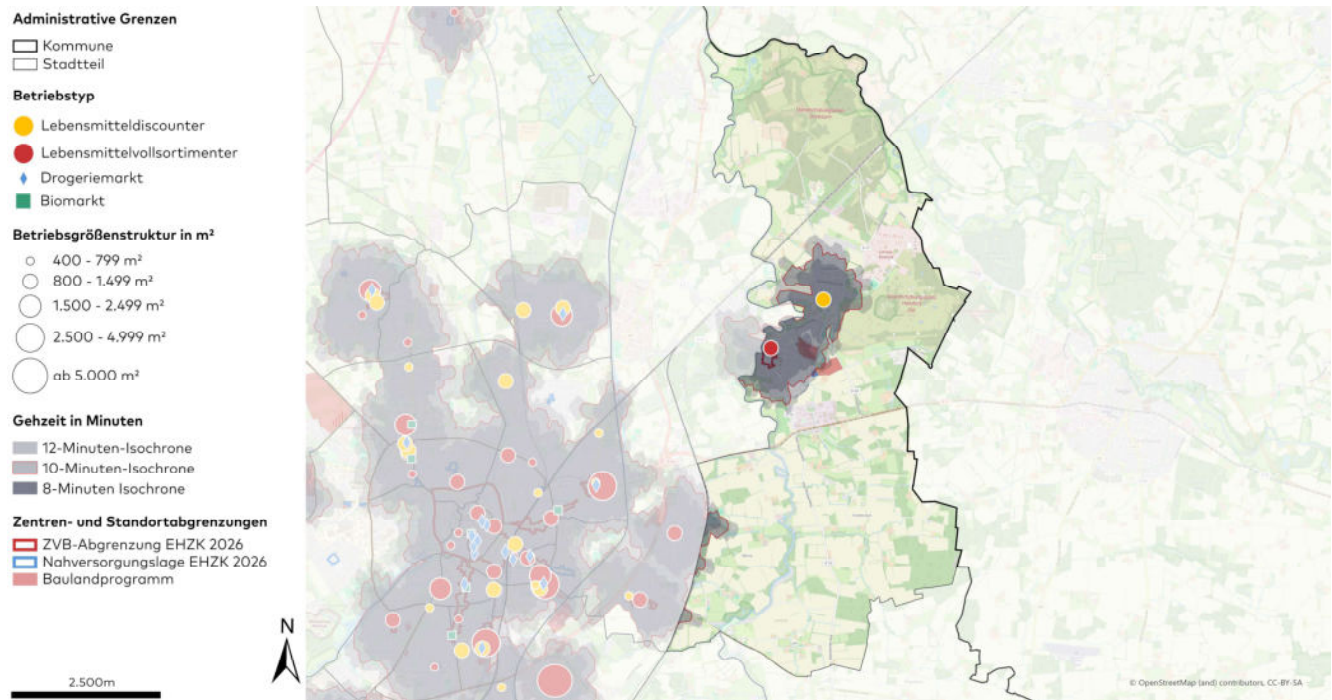 Administrative Grenzen
Kommune
Stadtteil
Betriebstyp
Lebensmitteldiscounter
Lebensmittelvollsortimenter
Drogeriemarkt
Biomarkt
Betriebsgrößenstruktur in m²
400 - 799 m²
800 - 1.499 m²
1.500 - 2.499 m²
2.500 - 4.999 m²
ab 5.000 m²
Gehzeit in Minuten
12-Minuten-Isochrone
10-Minuten-Isochrone
8-Minuten Isochrone
Zentren- und Standortabgrenzungen
ZVB-Abgrenzung EHZK 2026
Nahversorgungslage EHZK 2026
Baulandprogramm
N
2.500m
© OpenStreetMap (and) contributors, CC-BY-SA